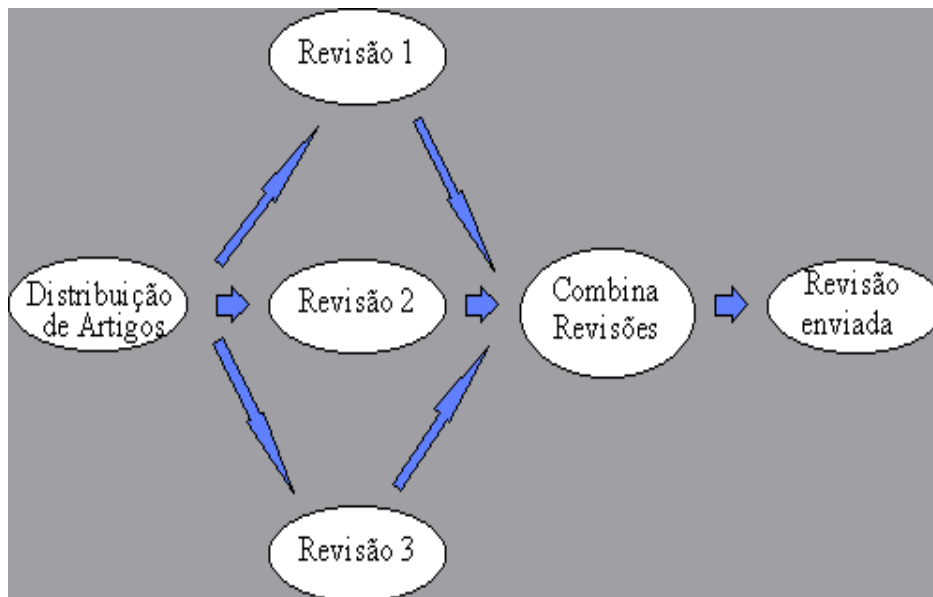 Revisão 1
Distribuição
de Artigos
Revisão 2
Combina
Revisões
Revisão
enviada
Revisão 3